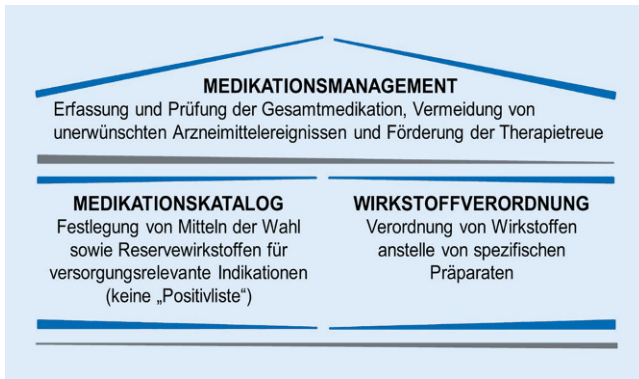 MEDIKATIONSMANAGEMENT
Erfassung und Prüfung der Gesamtmedikation, Vermeidung von
unerwünschten Arzneimittelereignissen und Förderung der Therapietreue
MEDIKATIONSKATALOG
Festlegung von Mitteln der Wahl
sowie Reservewirkstoffen für
versorgungsrelevante Indikationen
(keine „Positivliste“)
WIRKSTOFFVERORDNUNG
Verordnung von Wirkstoffen
anstelle von spezifischen
Präparaten